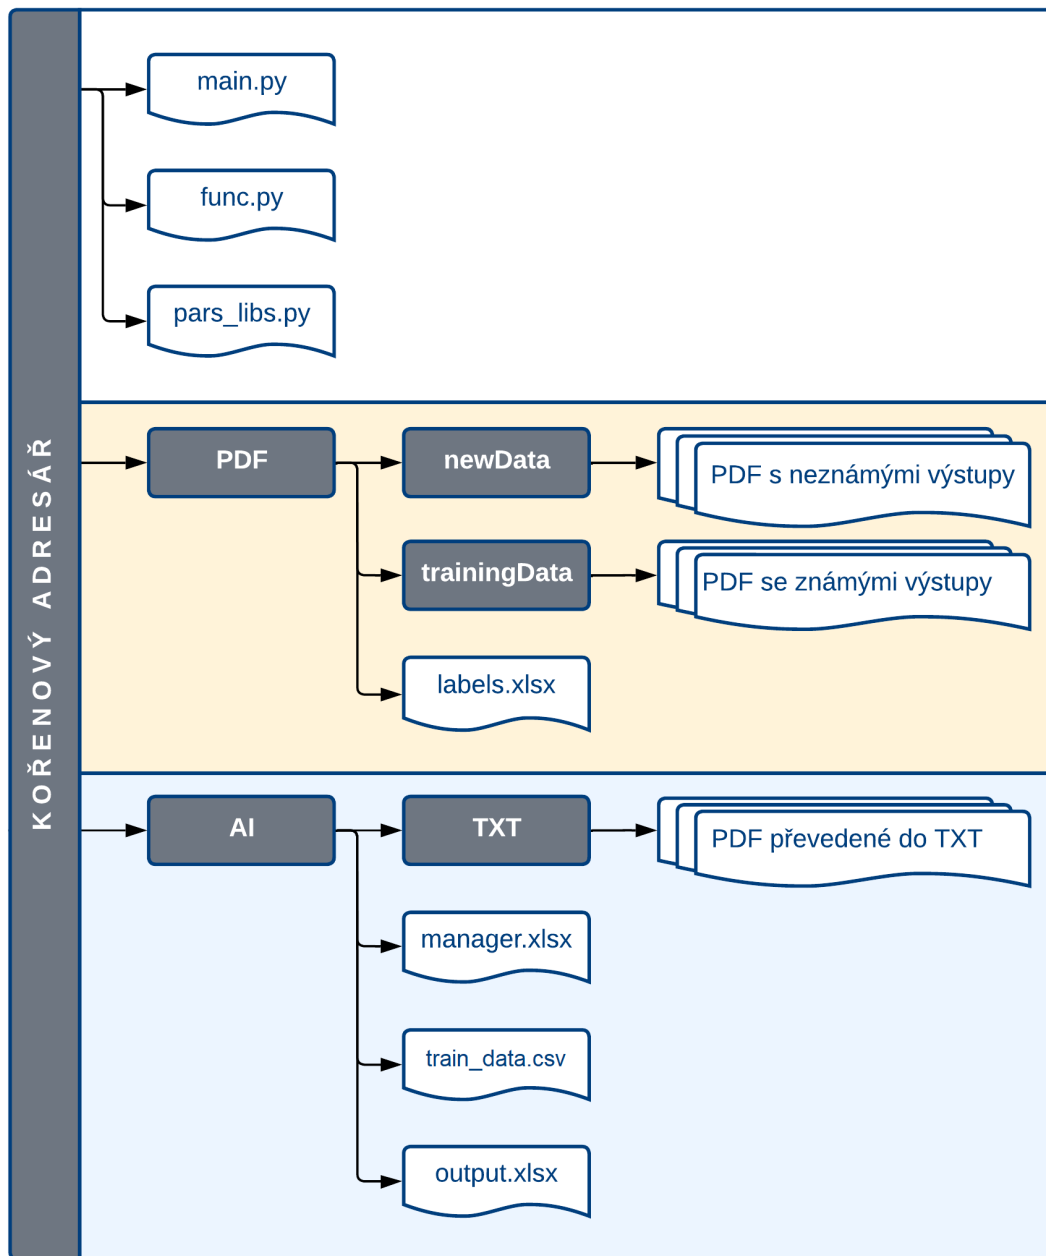 KOŘENOVÝ ADRESÁŘ
main.py
func.py
pars_libs.py
PDF
newData
PDF s neznámými výstupy
trainingData
PDF se známými výstupy
labels.xlsx
AI
TXT
PDF převedené do TXT
manager.xlsx
train_data.csv
output.xlsx